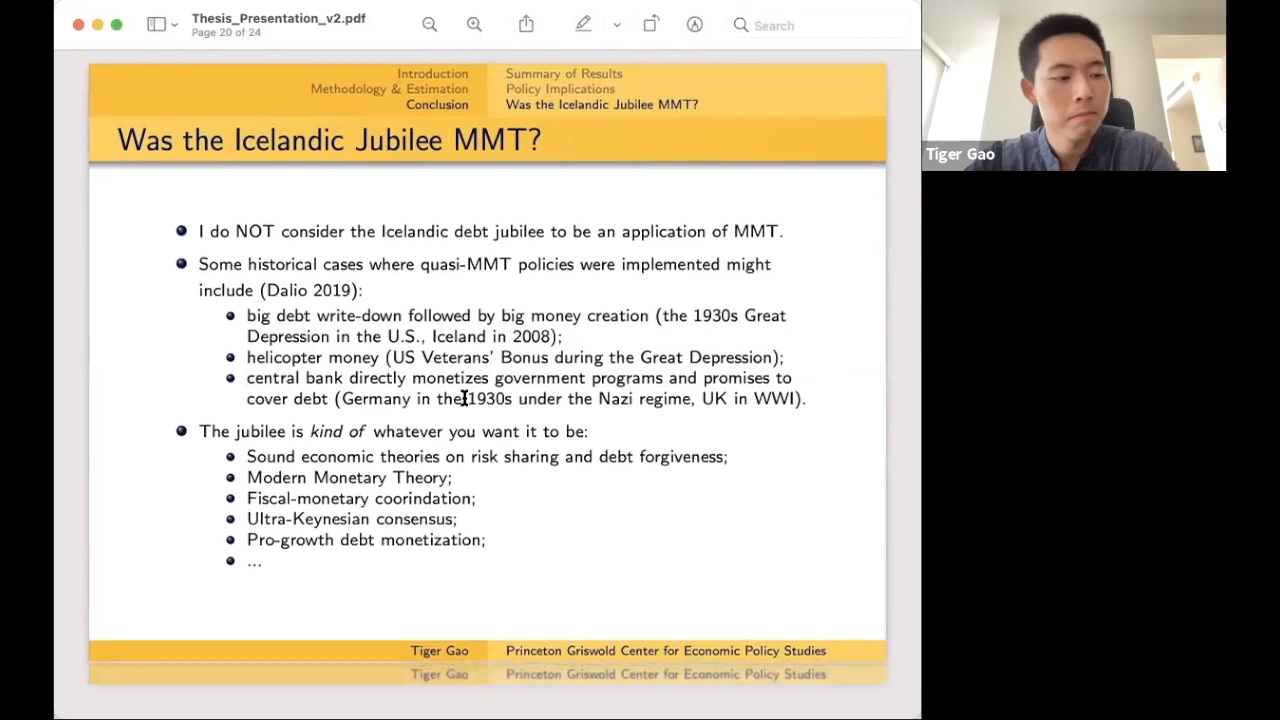 Thesis_Presentation_v2.pdf
Page 20 of 24
Search
Introduction
Methodology & Estimation
Conclusion
Summary of Results
Policy Implications
Was the Icelandic Jubilee MMT?
Was the Icelandic Jubilee MMT?
I do NOT consider the Icelandic debt jubilee to be an application of MMT.
Some historical cases where quasi-MMT policies were implemented might
include (Dalio 2019):
big debt write-down followed by big money creation (the 1930s Great
Depression in the U.S., Iceland in 2008);
helicopter money (US Veterans' Bonus during the Great Depression);
central bank directly monetizes government programs and promises to
cover debt (Germany in the 1930s under the Nazi regime, UK in WWI).
The jubilee is kind of whatever you want it to be:
Sound economic theories on risk sharing and debt forgiveness;
Modern Monetary Theory;
Fiscal-monetary coorindation;
Ultra-Keynesian consensus;
Pro-growth debt monetization;
...
Tiger Gao
Princeton Griswold Center for Economic Policy Studies
Tiger Gao
Princeton Griswold Center for Economic Policy Studies
Tiger Gao